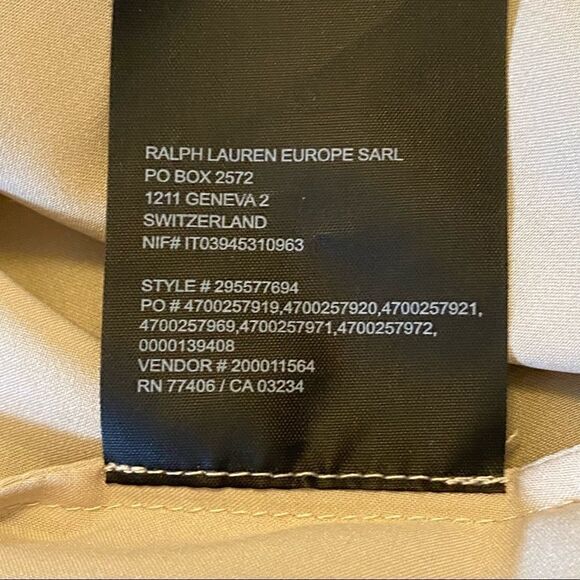 RALPH LAUREN EUROPE SARL
PO BOX 2572
1211 GENEVA 2
SWITZERLAND
NIF# IT03945310963
STYLE # 295577694
PO # 4700257919,4700257920,4700257921,
4700257969,4700257971,4700257972,
0000139408
VENDOR # 200011564
RN 77406 / CA 03234